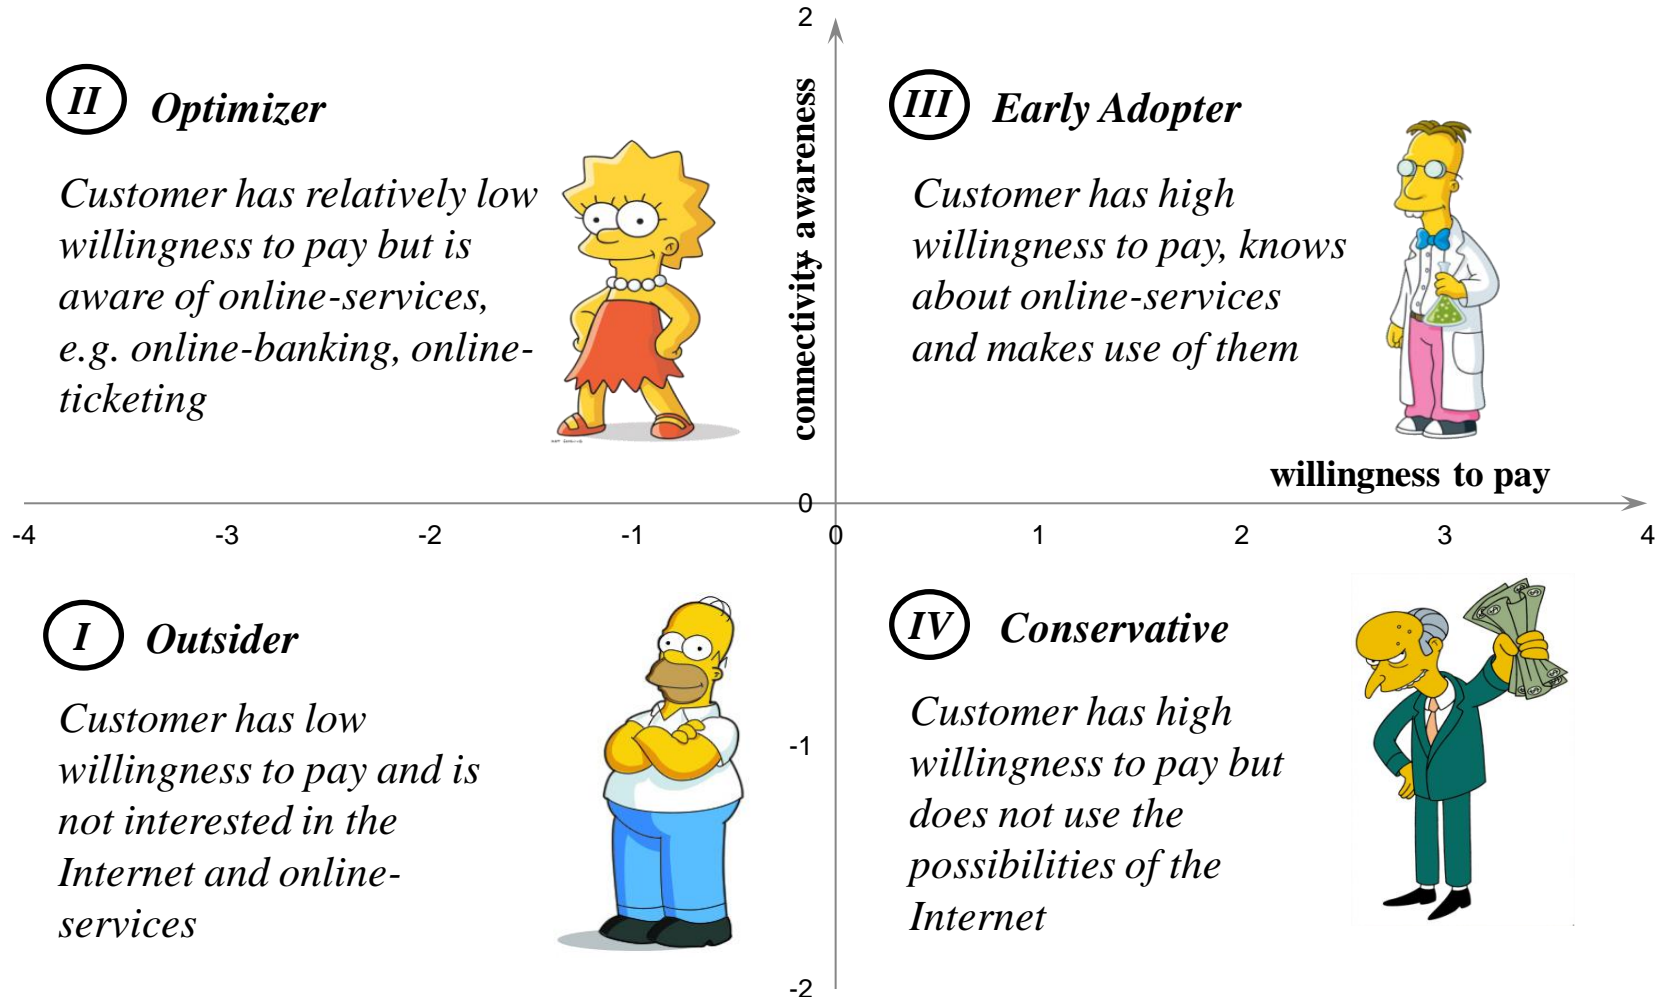 2
connectivity awareness
II Optimizer
Customer has relatively low
willingness to pay but is
aware of online-services,
e.g. online-banking, online-
ticketing
III Early Adopter
Customer has high
willingness to pay, knows
about online-services
and makes use of them
willingness to pay
0
-4 -3 -2 -1 0 1 2 3 4
I Outsider
Customer has low
willingness to pay and is
not interested in the
Internet and online-
services
-1
IV Conservative
Customer has high
willingness to pay but
does not use the
possibilities of the
Internet
-2